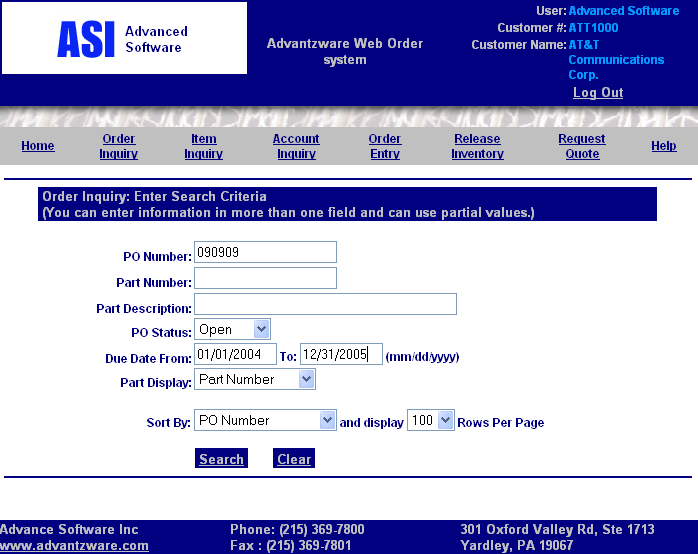 User: Advanced Software
Customer #: ATT1000
Customer Name: AT&T
Communications
Corp.
Log Out
ASI Advanced
Software
Advantzware Web Order
system
Home
Order
Inquiry
Item
Inquiry
Account
Inquiry
Order
Entry
Release
Inventory
Request
Quote
Help
Order Inquiry: Enter Search Criteria
(You can enter information in more than one field and can use partial values.)
PO Number: 090909
Part Number:
Part Description:
PO Status: Open
Due Date From: 01/01/2004 To: 12/31/2005 (mm/dd/yyyy)
Part Display: Part Number
Sort By: PO Number and display 100 Rows Per Page
Search Clear
Advance Software Inc Phone: (215) 369-7800 301 Oxford Valley Rd, Ste 1713
www.advantzware.com Fax : (215) 369-7801 Yardley, PA 19067